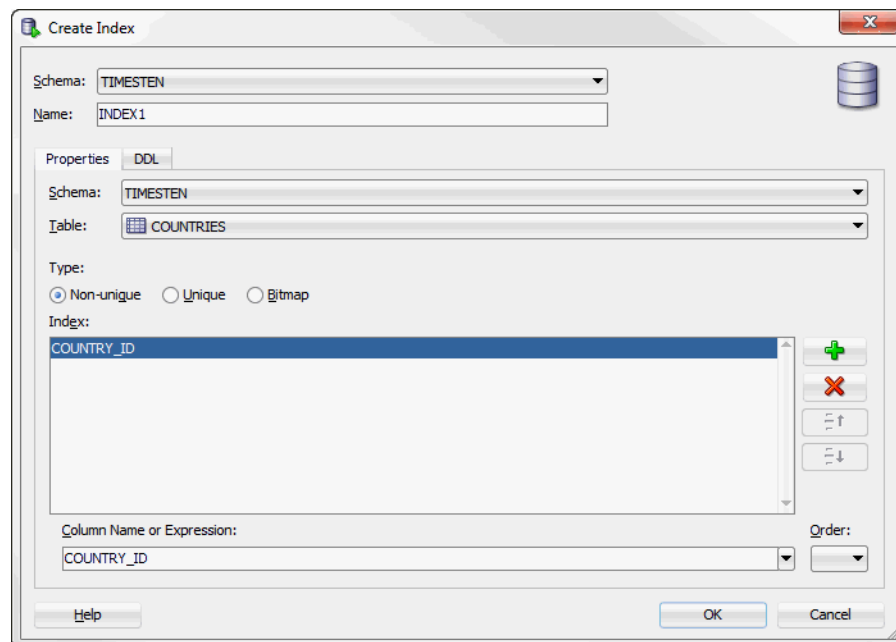 Create Index
Schema: TIMESTEN
Name: INDEX1
Properties DDL
Schema: TIMESTEN
Table: COUNTRIES
Type:
Non-unique Unique Bitmap
Index:
COUNTRY_ID
Column Name or Expression: Order:
COUNTRY_ID
Help OK Cancel